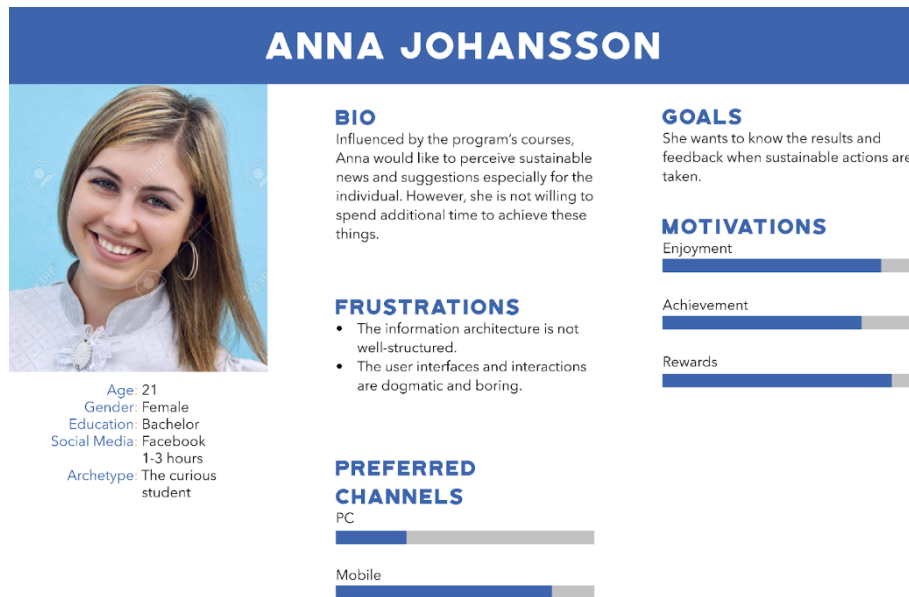 ANNA JOHANSSON
Age: 21
Gender: Female
Education: Bachelor
Social Media: Facebook
1-3 hours
Archetype: The curious
student
BIO
Influenced by the program's courses,
Anna would like to perceive sustainable
news and suggestions especially for the
individual. However, she is not willing to
spend additional time to achieve these
things.
FRUSTRATIONS
• The information architecture is not
well-structured.
• The user interfaces and interactions
are dogmatic and boring.
PREFERRED
CHANNELS
PC
Mobile
GOALS
She wants to know the results and
feedback when sustainable actions are
taken.
MOTIVATIONS
Enjoyment
Achievement
Rewards